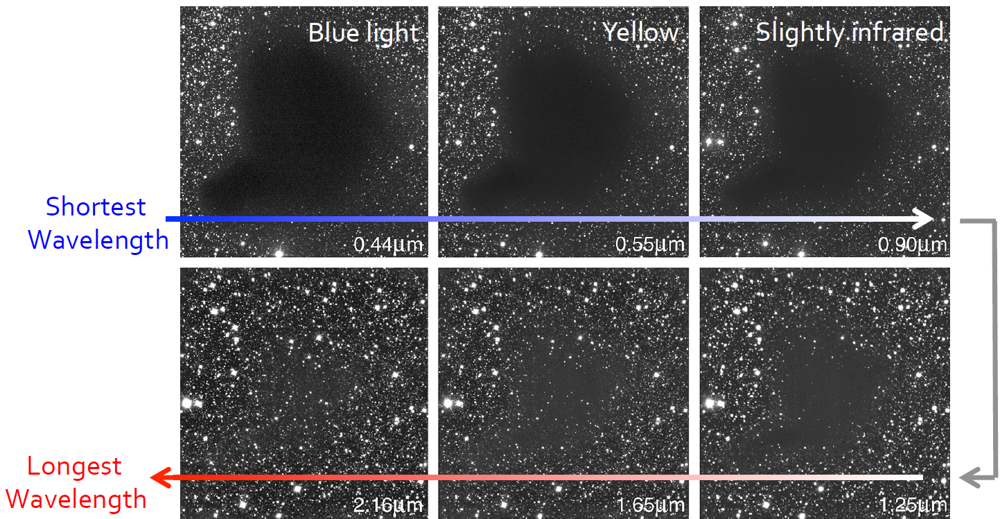 Blue light
Yellow
Slightly infrared
Shortest
Wavelength
0.44µm
0.55µm
0.90µm
Longest
Wavelength
2.16µm
1.65µm
1.25µm